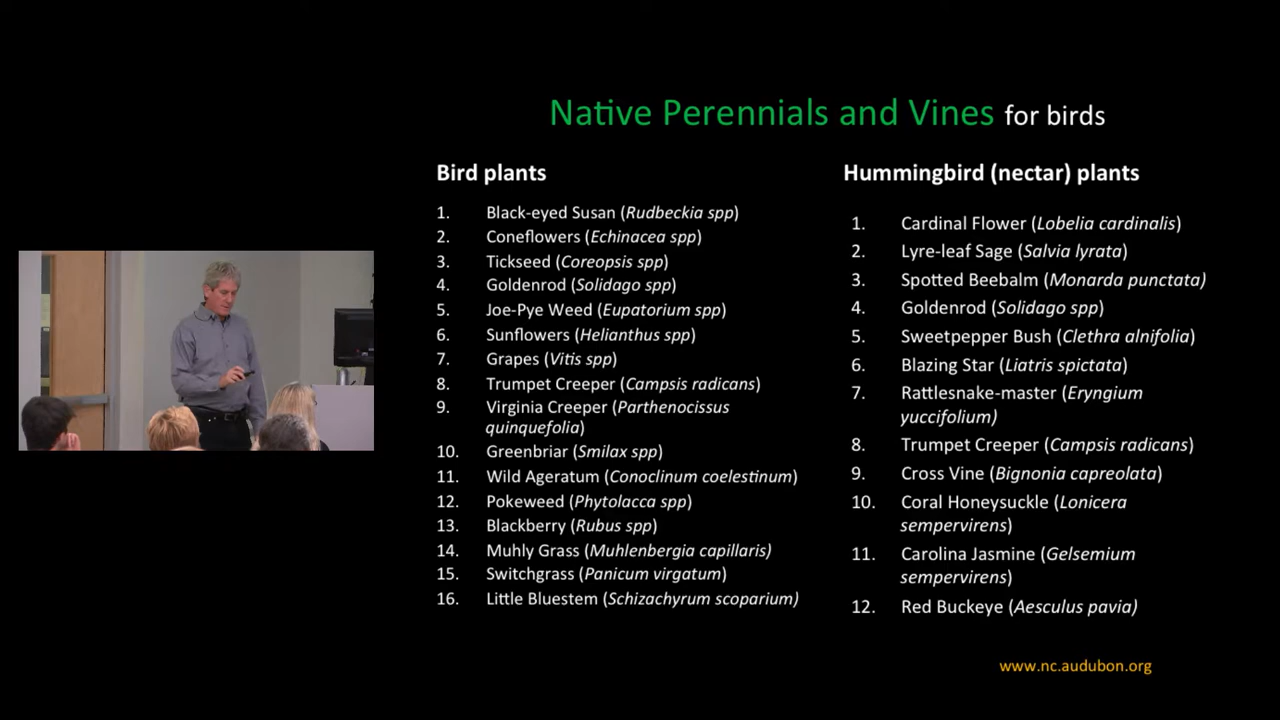 Native Perennials and Vines for birds
Bird plants
1. Black-eyed Susan (Rudbeckia spp)
2. Coneflowers (Echinacea spp)
3. Tickseed (Coreopsis spp)
4. Goldenrod (Solidago spp)
5. Joe-Pye Weed (Eupatorium spp)
6. Sunflowers (Helianthus spp)
7. Grapes (Vitis spp)
8. Trumpet Creeper (Campsis radicans)
9. Virginia Creeper (Parthenocissus
quinquefolia)
10. Greenbriar (Smilax spp)
11. Wild Ageratum (Conoclinum coelestinum)
12. Pokeweed (Phytolacca spp)
13. Blackberry (Rubus spp)
14. Muhly Grass (Muhlenbergia capillaris)
15. Switchgrass (Panicum virgatum)
16. Little Bluestem (Schizachyrum scoparium)
Hummingbird (nectar) plants
1. Cardinal Flower (Lobelia cardinalis)
2. Lyre-leaf Sage (Salvia lyrata)
3. Spotted Beebalm (Monarda punctata)
4. Goldenrod (Solidago spp)
5. Sweetpepper Bush (Clethra alnifolia)
6. Blazing Star (Liatris spictata)
7. Rattlesnake-master (Eryngium
yuccifolium)
8. Trumpet Creeper (Campsis radicans)
9. Cross Vine (Bignonia capreolata)
10. Coral Honeysuckle (Lonicera
sempervirens)
11. Carolina Jasmine (Gelsemium
sempervirens)
12. Red Buckeye (Aesculus pavia)
www.nc.audubon.org